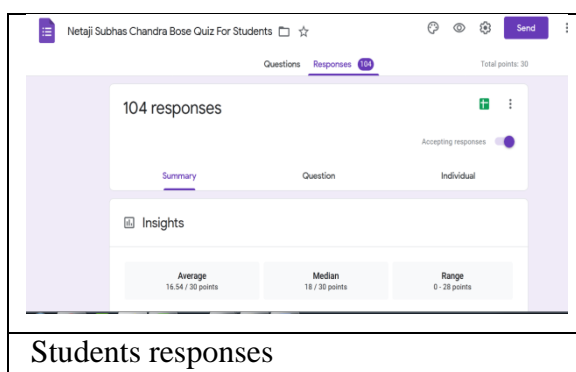 Netaji Subhas Chandra Bose Quiz For Students
Send
Questions Responses 104
Total points: 30
104 responses
Accepting responses
Summary Question Individual
Insights
Average Median Range
16.54 / 30 points 18 / 30 points 0 - 28 points
Students responses